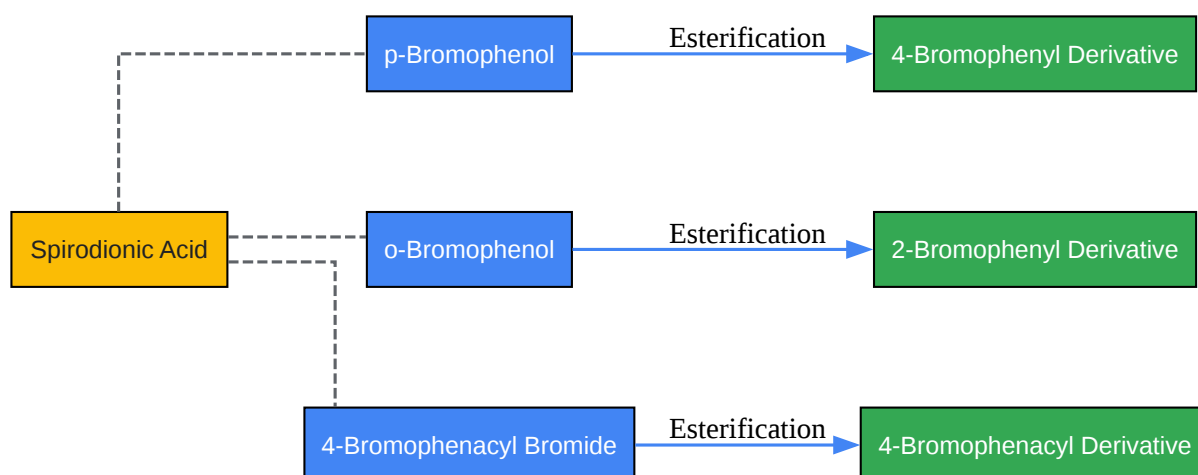 p-Bromophenol
Esterification
4-Bromophenyl Derivative
Spirodionic Acid
o-Bromophenol
Esterification
2-Bromophenyl Derivative
4-Bromophenacyl Bromide
Esterification
4-Bromophenacyl Derivative